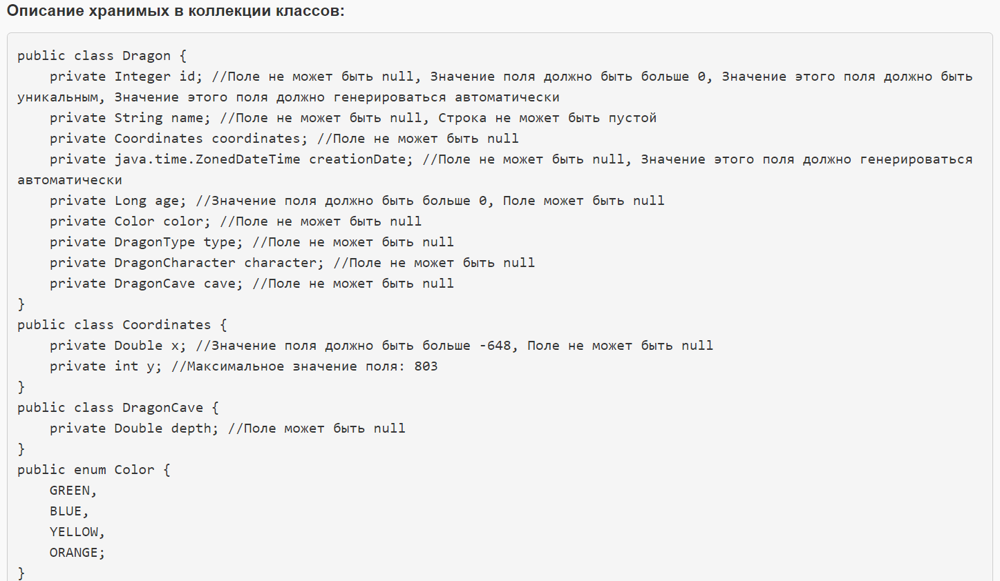 Описание хранимых в коллекции классов:
public class Dragon {
    private Integer id; //Поле не может быть null, Значение поля должно быть больше 0, Значение этого поля должно быть
уникальным, Значение этого поля должно генерироваться автоматически
    private String name; //Поле не может быть null, Строка не может быть пустой
    private Coordinates coordinates; //Поле не может быть null
    private java.time.ZonedDateTime creationDate; //Поле не может быть null, Значение этого поля должно генерироваться
автоматически
    private Long age; //Значение поля должно быть больше 0, Поле может быть null
    private Color color; //Поле не может быть null
    private DragonType type; //Поле не может быть null
    private DragonCharacter character; //Поле не может быть null
    private DragonCave cave; //Поле не может быть null
}
public class Coordinates {
    private Double x; //Значение поля должно быть больше -648, Поле не может быть null
    private int y; //Максимальное значение поля: 803
}
public class DragonCave {
    private Double depth; //Поле может быть null
}
public enum Color {
    GREEN,
    BLUE,
    YELLOW,
    ORANGE;
}